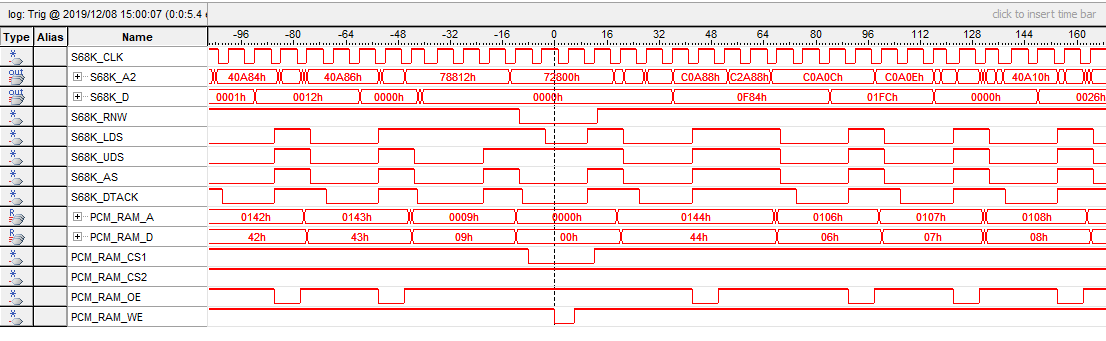 log: Trig @ 2019/12/08 15:00:07 (0:0:5.4 e
click to insert time bar
Type Alias Name -96 -80 -64 -48 -32 -16 0 16 32 48 64 80 96 112 128 144 160
S68K_CLK
S68K_A2 40A84h 40A86h 78812h 72800h C0A88h C2A88h C0A0Ch C0A0Eh 40A10h
S68K_D 0001h 0012h 0000h 0000h 0F84h 01FCh 0000h 0026h
S68K_RNW
S68K_LDS
S68K_UDS
S68K_AS
S68K_DTACK
PCM_RAM_A 0142h 0143h 0009h 0000h 0144h 0106h 0107h 0108h
PCM_RAM_D 42h 43h 09h 00h 44h 06h 07h 08h
PCM_RAM_CS1
PCM_RAM_CS2
PCM_RAM_OE
PCM_RAM_WE